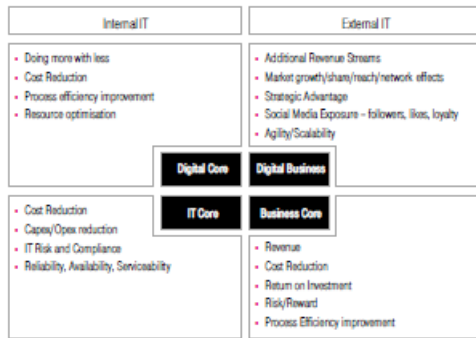 Internal IT
External IT
Doing more with less
Cost Reduction
Process efficiency improvement
Resource optimisation
Additional Revenue Streams
Market growth/share/reach/network effects
Strategic Advantage
Social Media Exposure – followers, likes, loyalty
Agility/Scalability
Digital Core
Digital Business
IT Core
Business Core
Cost Reduction
Capex/Opex reduction
IT Risk and Compliance
Reliability, Availability, Serviceability
Revenue
Cost Reduction
Return on Investment
Risk/Reward
Process Efficiency improvement